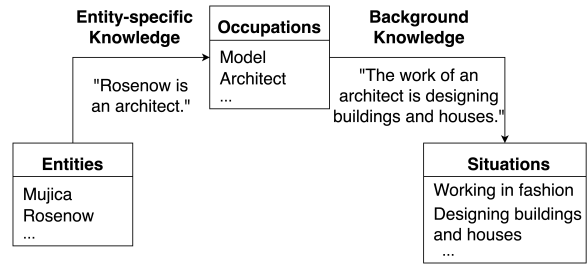 Entity-specific
Knowledge
Occupations
Model
Architect
...
Background
Knowledge
"Rosenow is
an architect."
"The work of an
architect is designing
buildings and houses."
Entities
Mujica
Rosenow
...
Situations
Working in fashion
Designing buildings
and houses
...